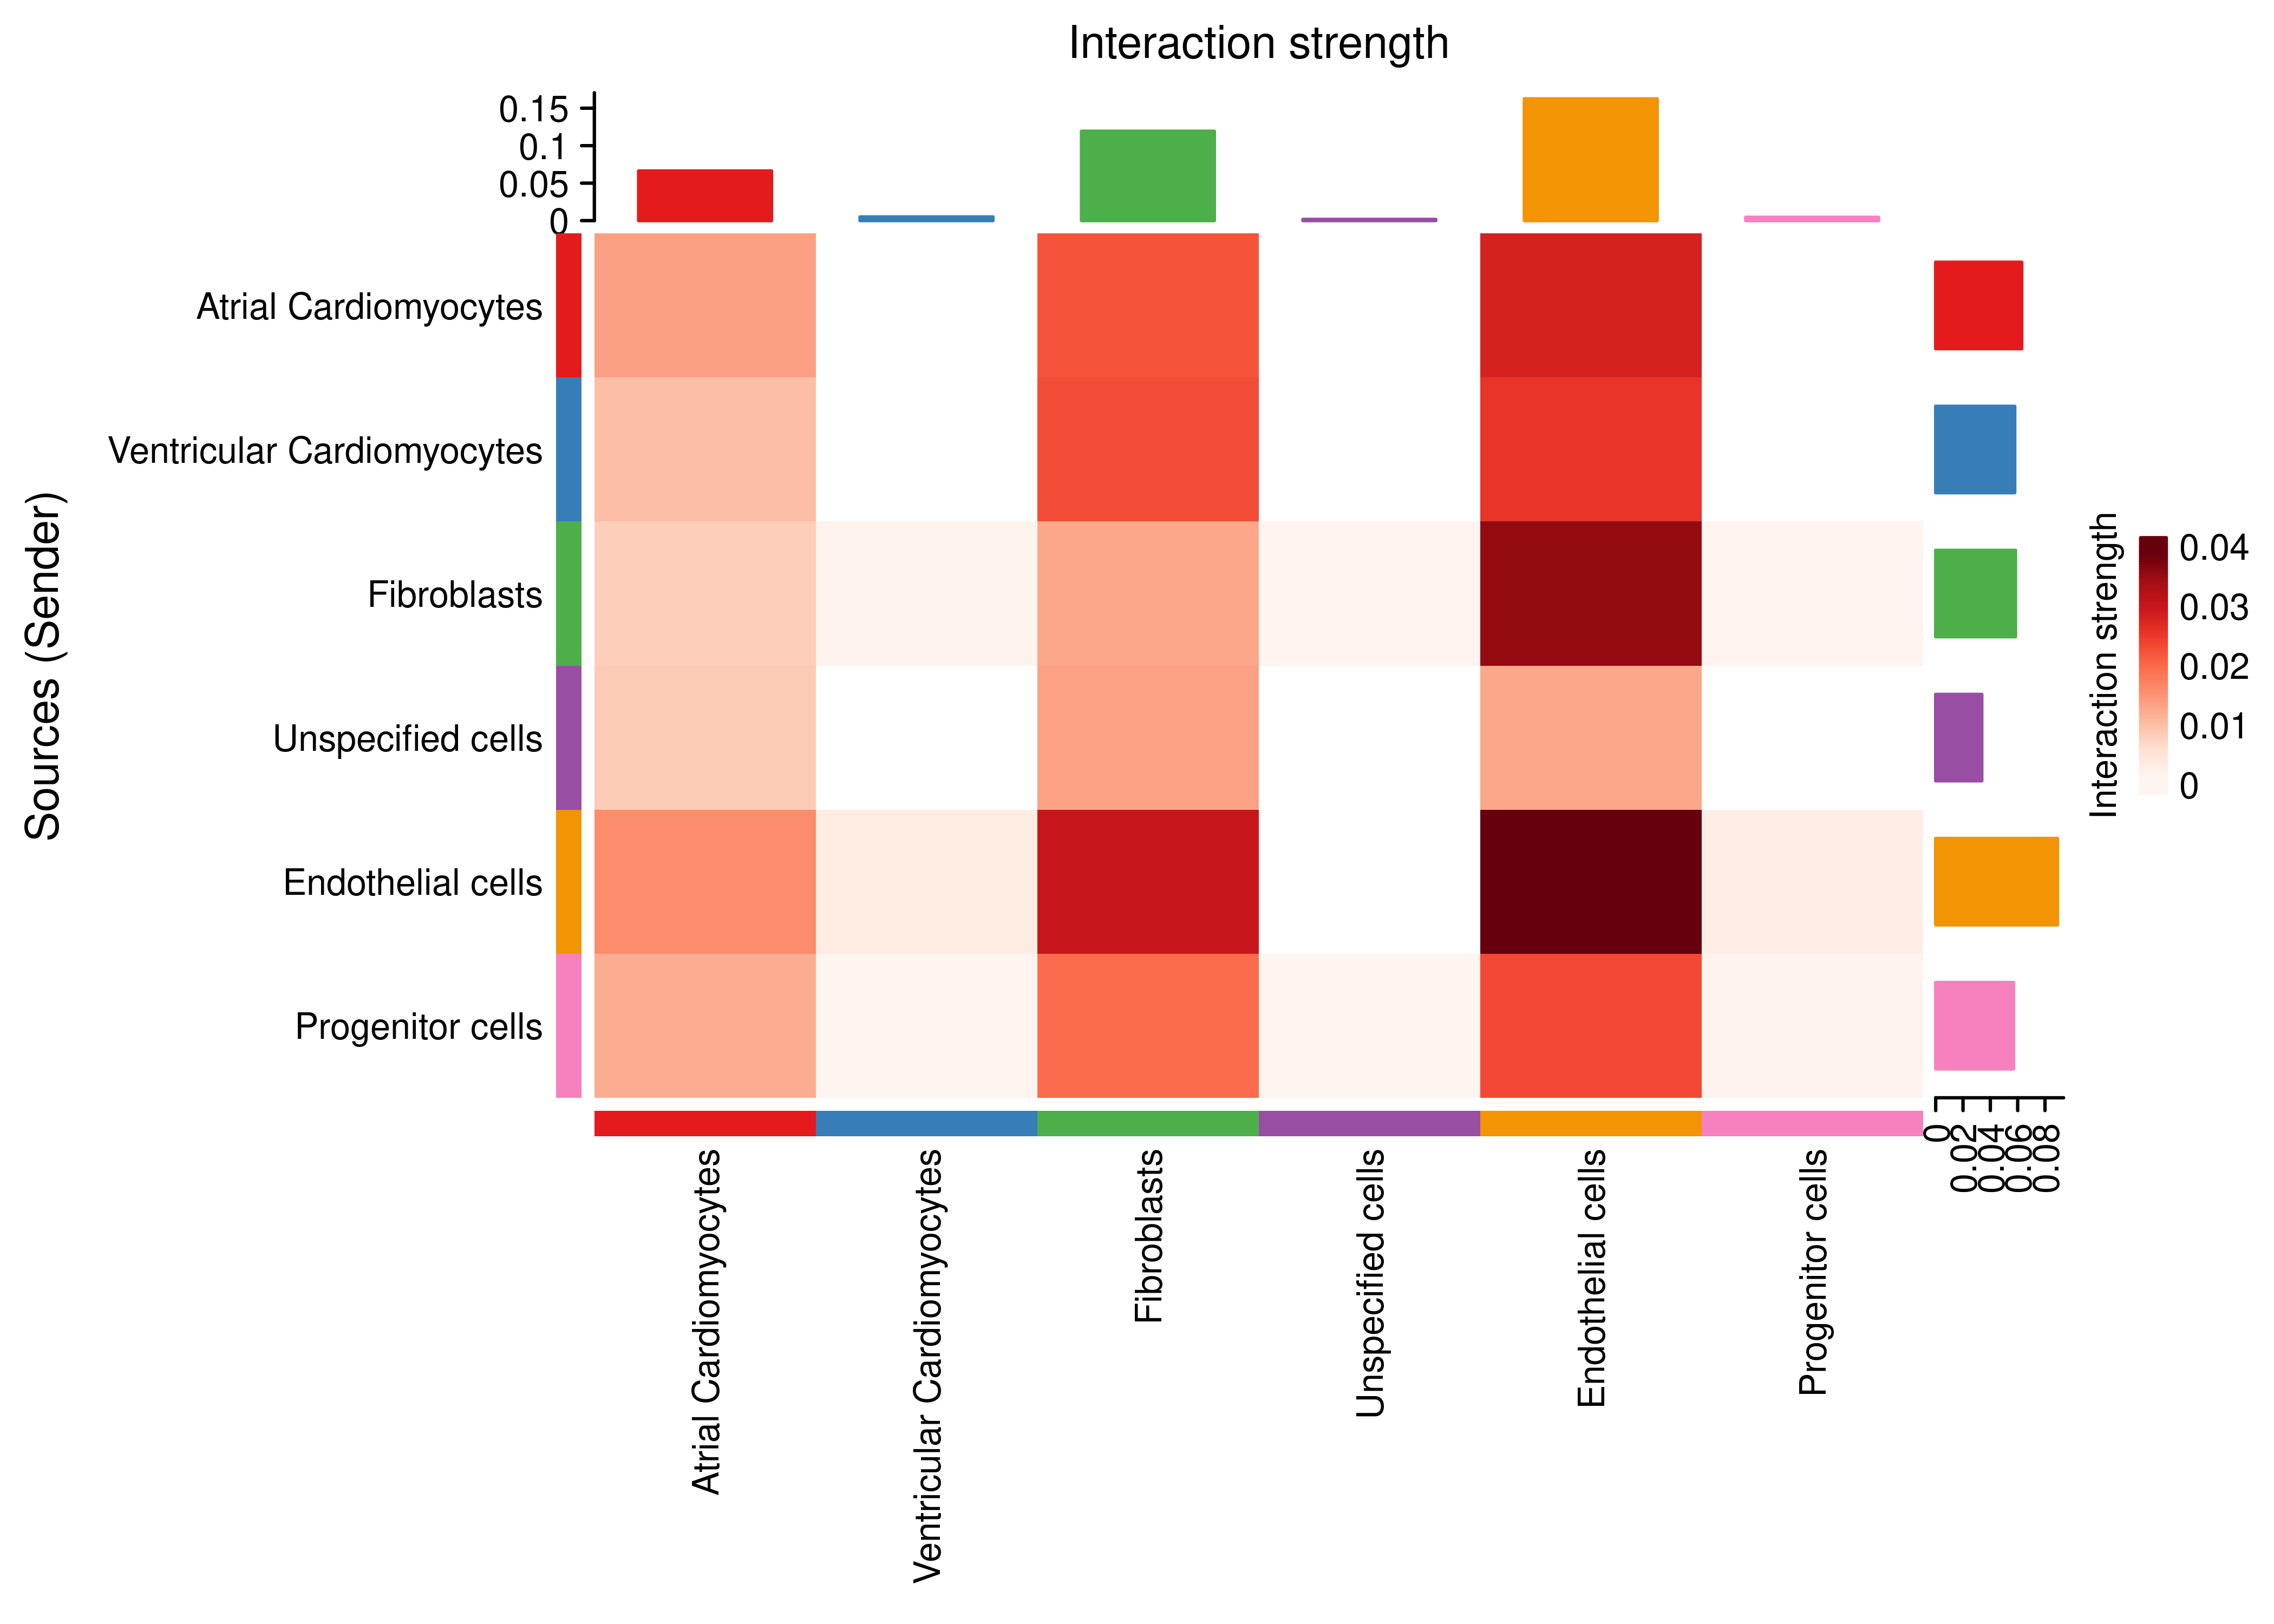 Interaction strength
0.15
0.1
0.05
0
Atrial Cardiomyocytes
Ventricular Cardiomyocytes
Fibroblasts
Unspecified cells
Endothelial cells
Progenitor cells
Sources (Sender)
Interaction strength
0.04
0.03
0.02
0.01
0
0
0.02
0.04
0.06
0.08
Atrial Cardiomyocytes
Ventricular Cardiomyocytes
Fibroblasts
Unspecified cells
Endothelial cells
Progenitor cells